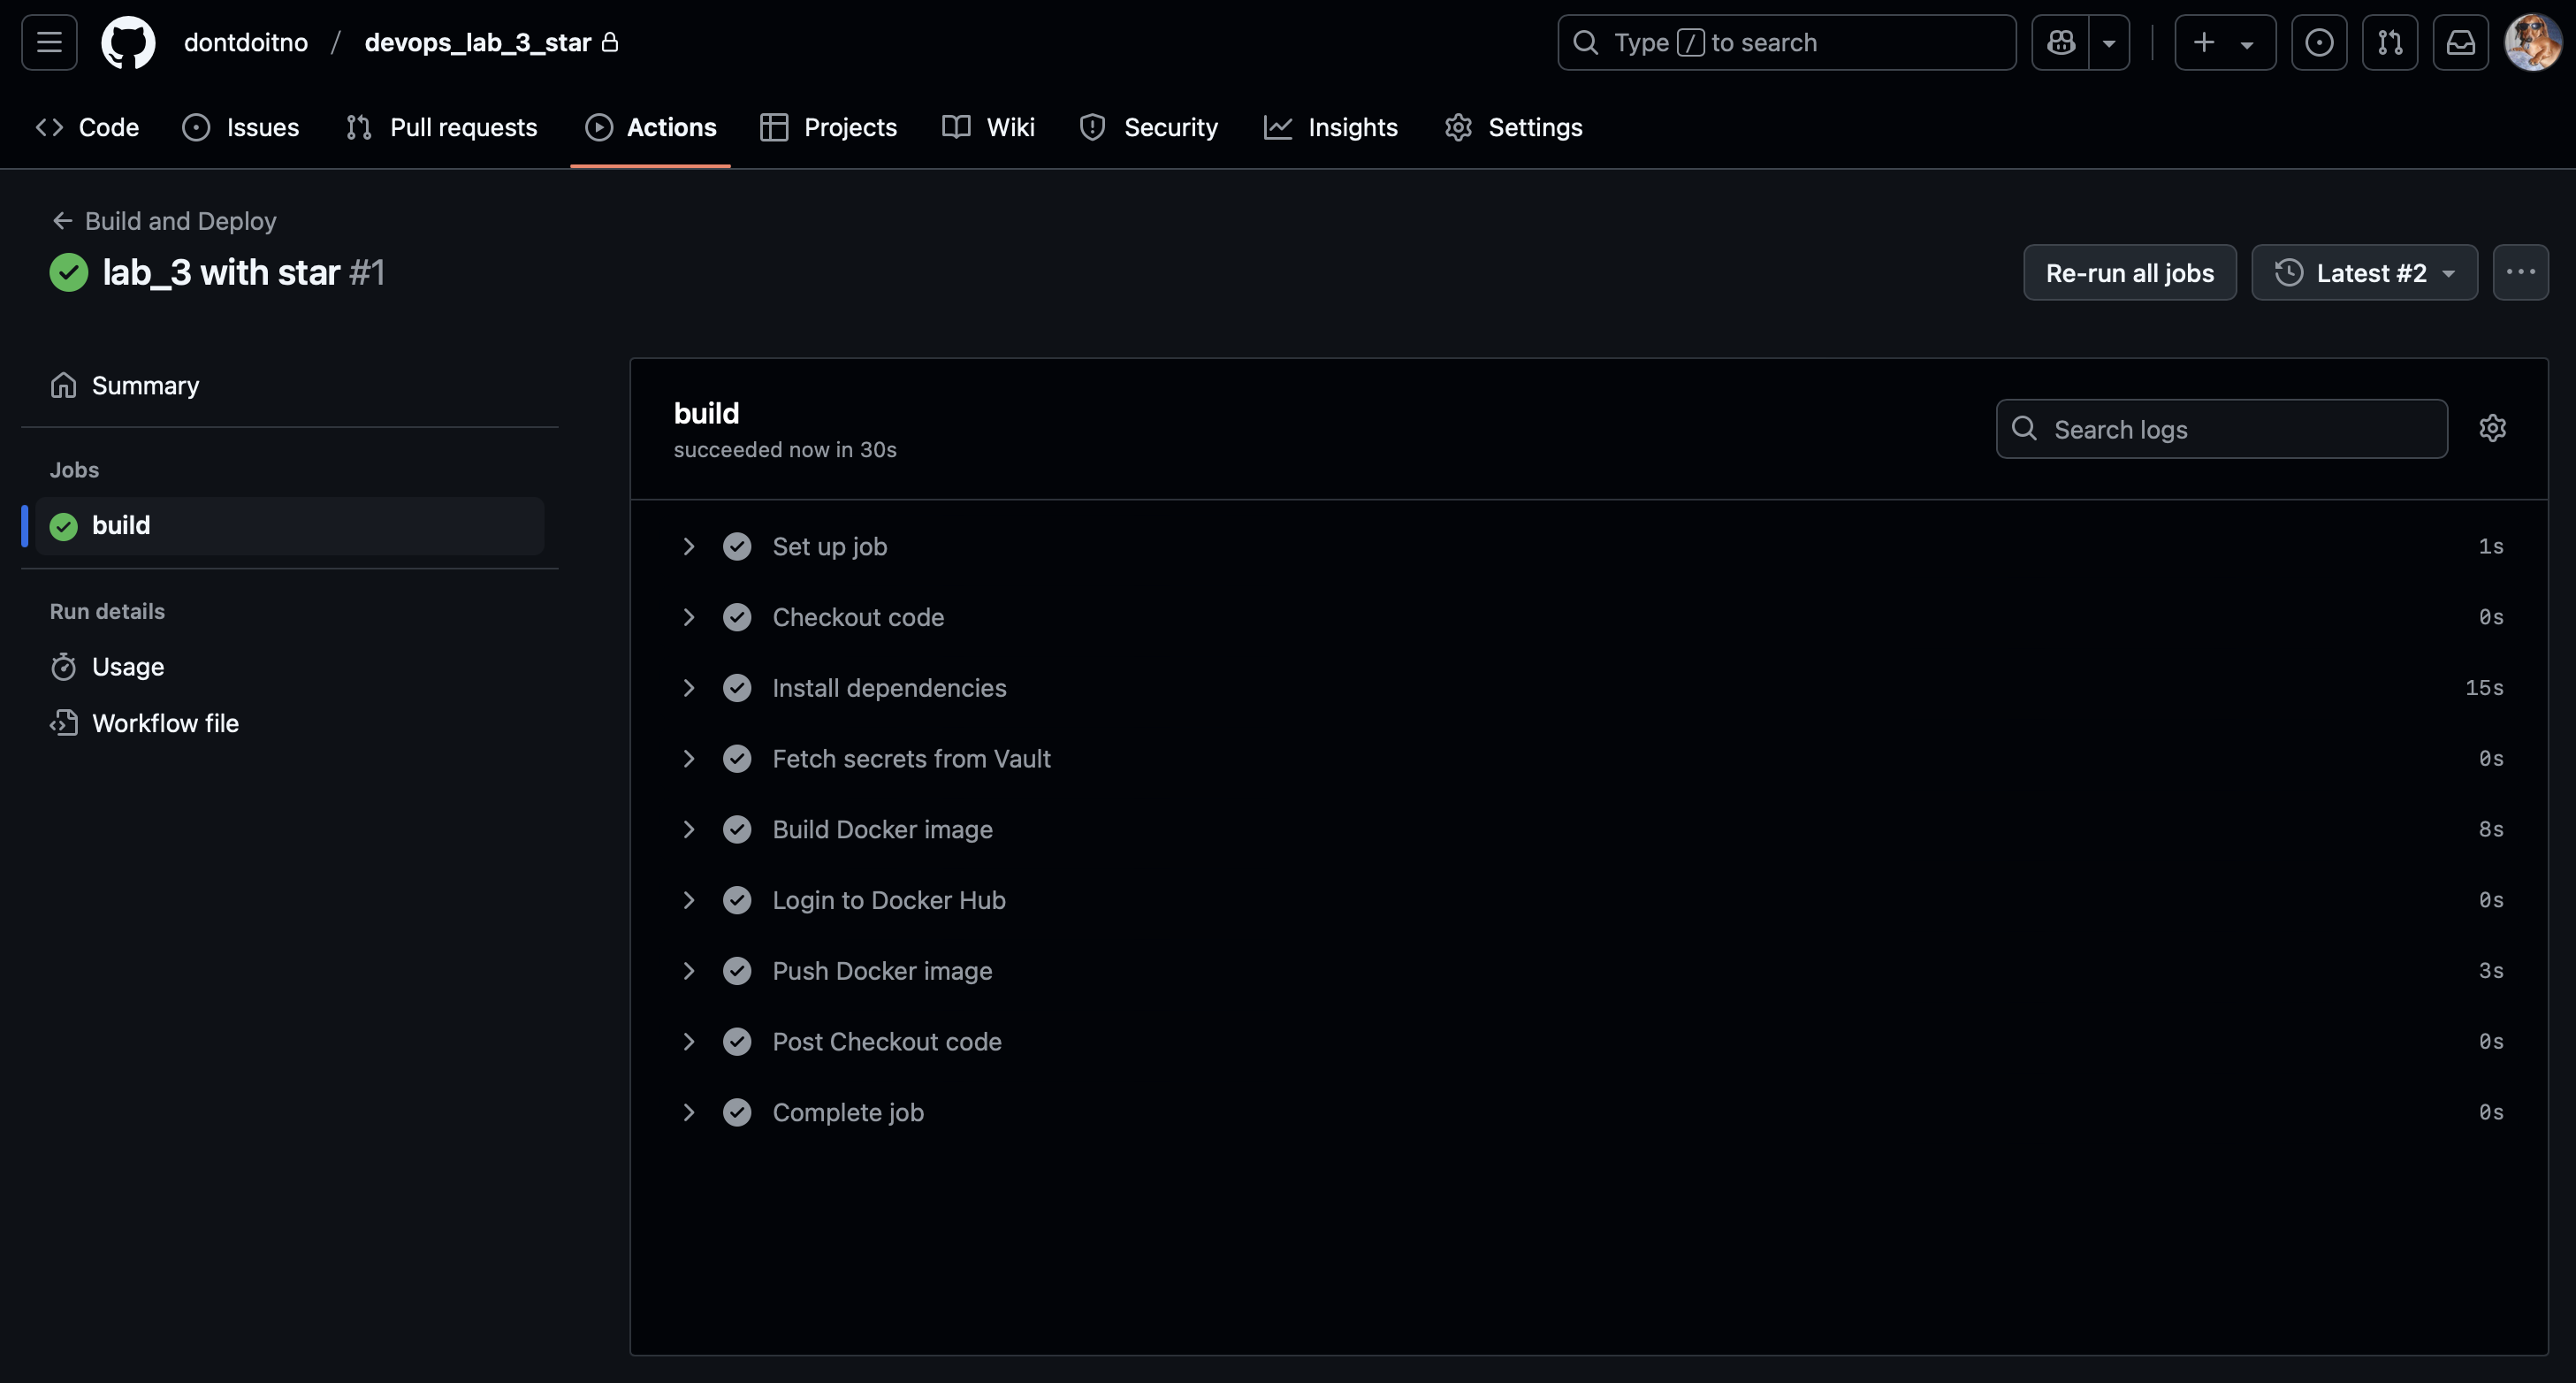 dontdoitno / devops_lab_3_star
Type / to search
Code Issues Pull requests Actions Projects Wiki Security Insights Settings
Build and Deploy
lab_3 with star #1
Re-run all jobs
Latest #2
Summary
Jobs
build
Run details
Usage
Workflow file
build
succeeded now in 30s
Search logs
Set up job 1s
Checkout code 0s
Install dependencies 15s
Fetch secrets from Vault 0s
Build Docker image 8s
Login to Docker Hub 0s
Push Docker image 3s
Post Checkout code 0s
Complete job 0s